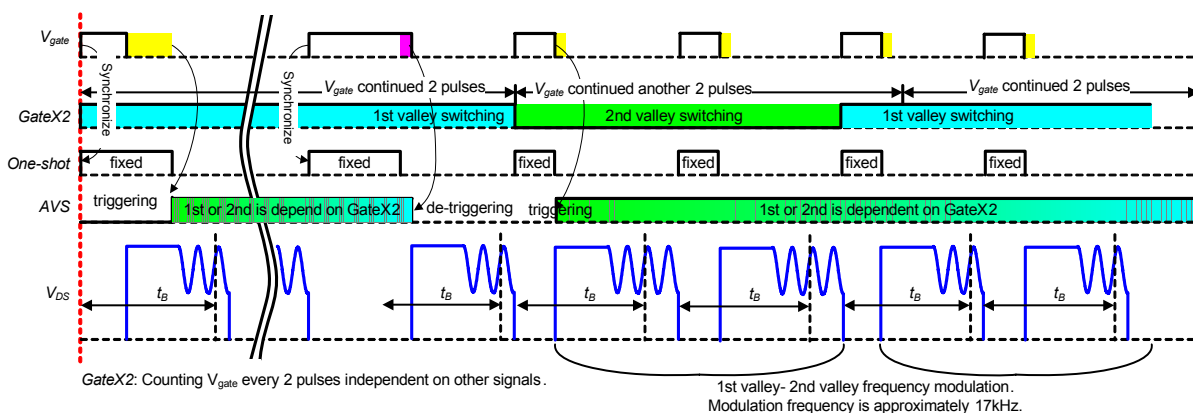 Vgate
Synchronize
Synchronize
Vgate continued 2 pulses
Vgate continued another 2 pulses
Vgate continued 2 pulses
GateX2
1st valley switching
2nd valley switching
1st valley switching
One-shot
fixed
fixed
fixed
fixed
fixed
fixed
AVS
triggering
1st or 2nd is depend on GateX2
de-triggering
triggering
1st or 2nd is dependent on GateX2
VDS
tB
tB
tB
tB
tB
tB
GateX2: Counting Vgate every 2 pulses independent on other signals.
1st valley- 2nd valley frequency modulation.
Modulation frequency is approximately 17kHz.